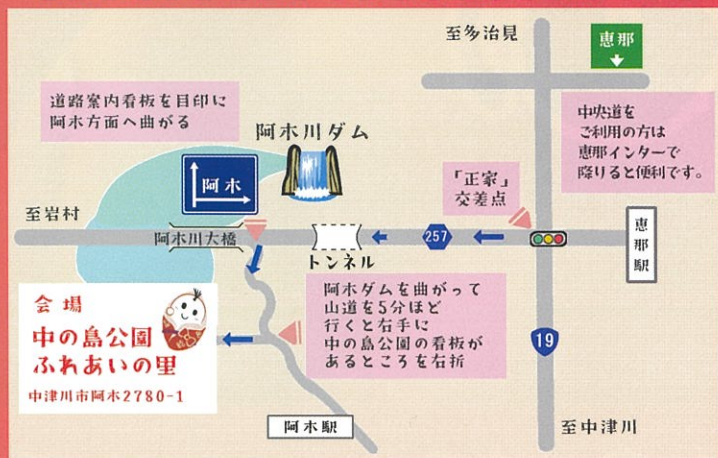 至多治見
恵那
道路案内看板を目印に
阿木方面へ曲がる
阿木川ダム
中央道を
ご利用の方は
恵那インターで
降りると便利です。
阿木
「正家」
交差点
至岩村
阿木川大橋
トンネル
257
恵那駅
会場
中の島公園
ふれあいの里
中津川市阿木2780-1
阿木ダムを曲がって
山道を5分ほど
行くと右手に
中の島公園の看板が
あるところを右折
19
阿木駅
至中津川